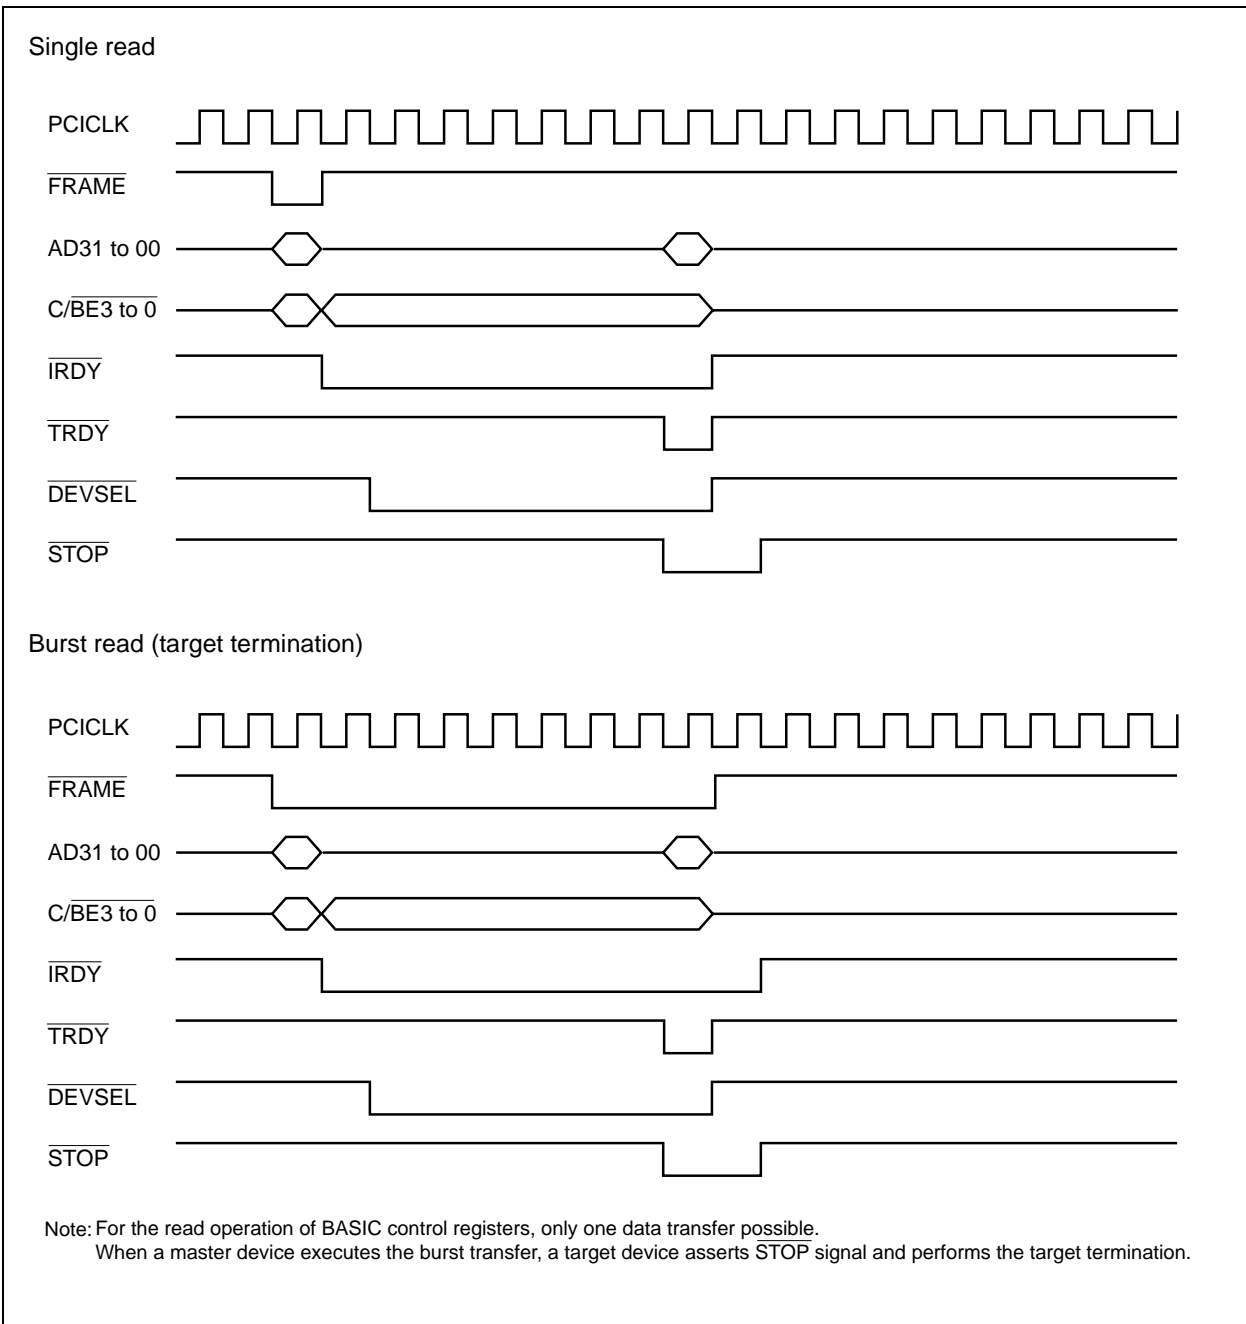 Single read
PCICLK
FRAME
AD31 to 00
C/BE3 to 0
IRDY
TRDY
DEVSEL
STOP
Burst read (target termination)
PCICLK
FRAME
AD31 to 00
C/BE3 to 0
IRDY
TRDY
DEVSEL
STOP
Note: For the read operation of BASIC control registers, only one data transfer possible.
When a master device executes the burst transfer, a target device asserts STOP signal and performs the target termination.